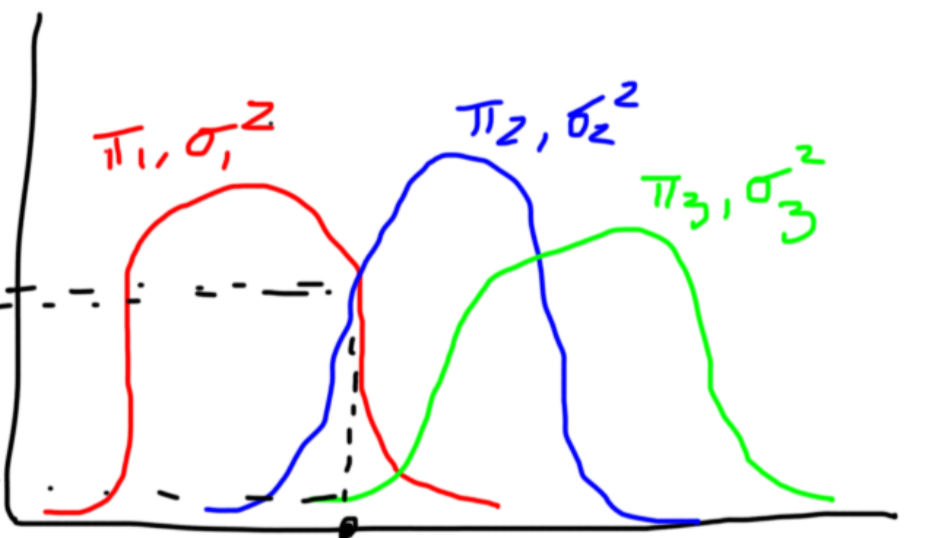 π₁, σ₁²
π₂, σ₂²
π₃, σ₃²